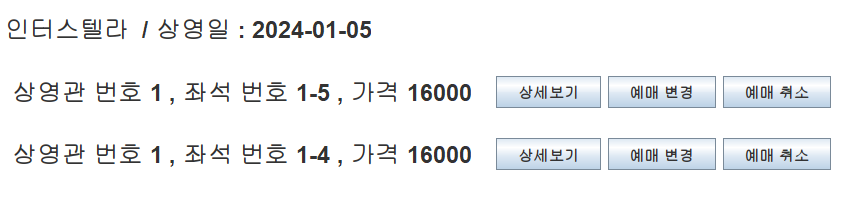 인터스텔라 / 상영일 : 2024-01-05
상영관 번호 1 , 좌석 번호 1-5 , 가격 16000 상세보기 예매 변경 예매 취소
상영관 번호 1 , 좌석 번호 1-4 , 가격 16000 상세보기 예매 변경 예매 취소